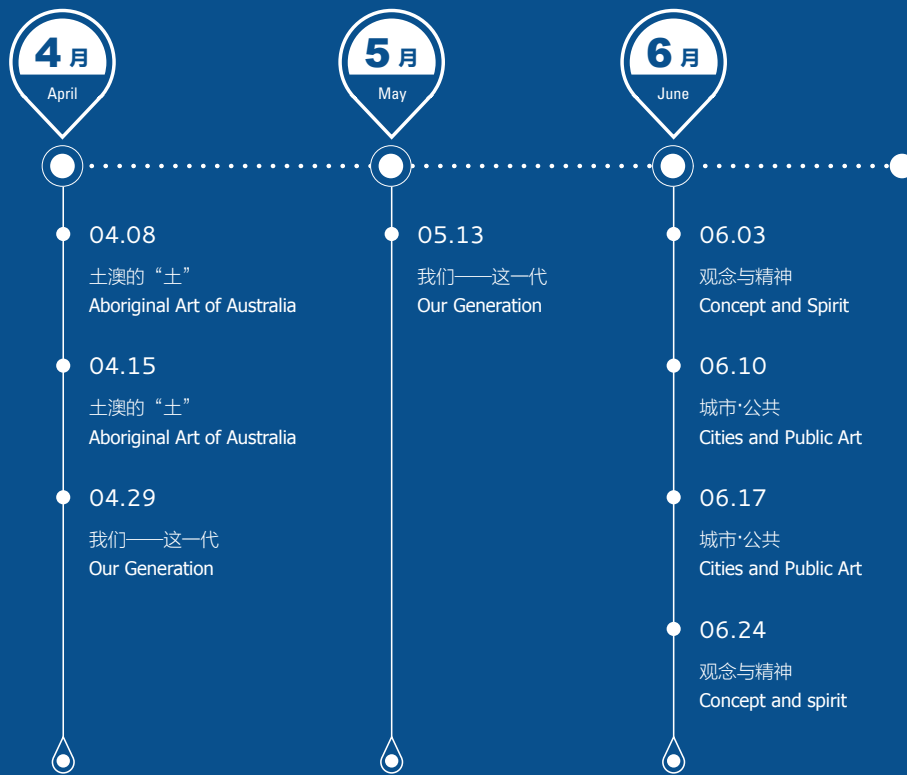 4月
April
04.08
土澳的“土”
Aboriginal Art of Australia
04.15
土澳的“土”
Aboriginal Art of Australia
04.29
我们——这一代
Our Generation
5月
May
05.13
我们——这一代
Our Generation
6月
June
06.03
观念与精神
Concept and Spirit
06.10
城市·公共
Cities and Public Art
06.17
城市·公共
Cities and Public Art
06.24
观念与精神
Concept and spirit